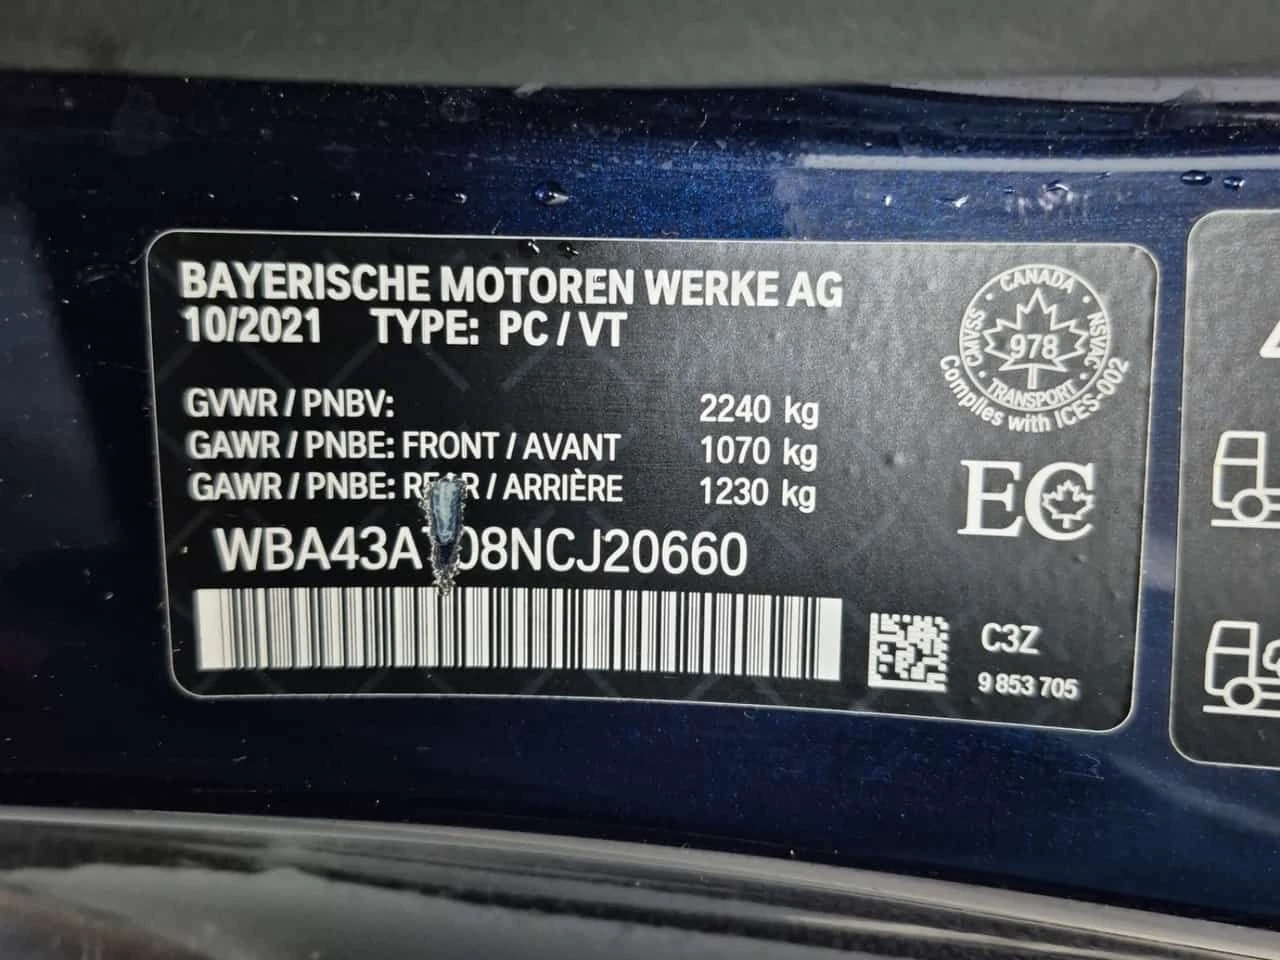 BAYERISCHE MOTOREN WERKE AG
10/2021 TYPE: PC / VT
GVWR / PNBV: 2240 kg
GAWR / PNBE: FRONT / AVANT 1070 kg
GAWR / PNBE: REAR / ARRIÈRE 1230 kg
WBA43AT08NCJ20660
CANADA
CMVSS 978 NSVAC
TRANSPORT
Complies with ICES-002
EC
C3Z
9 853 705